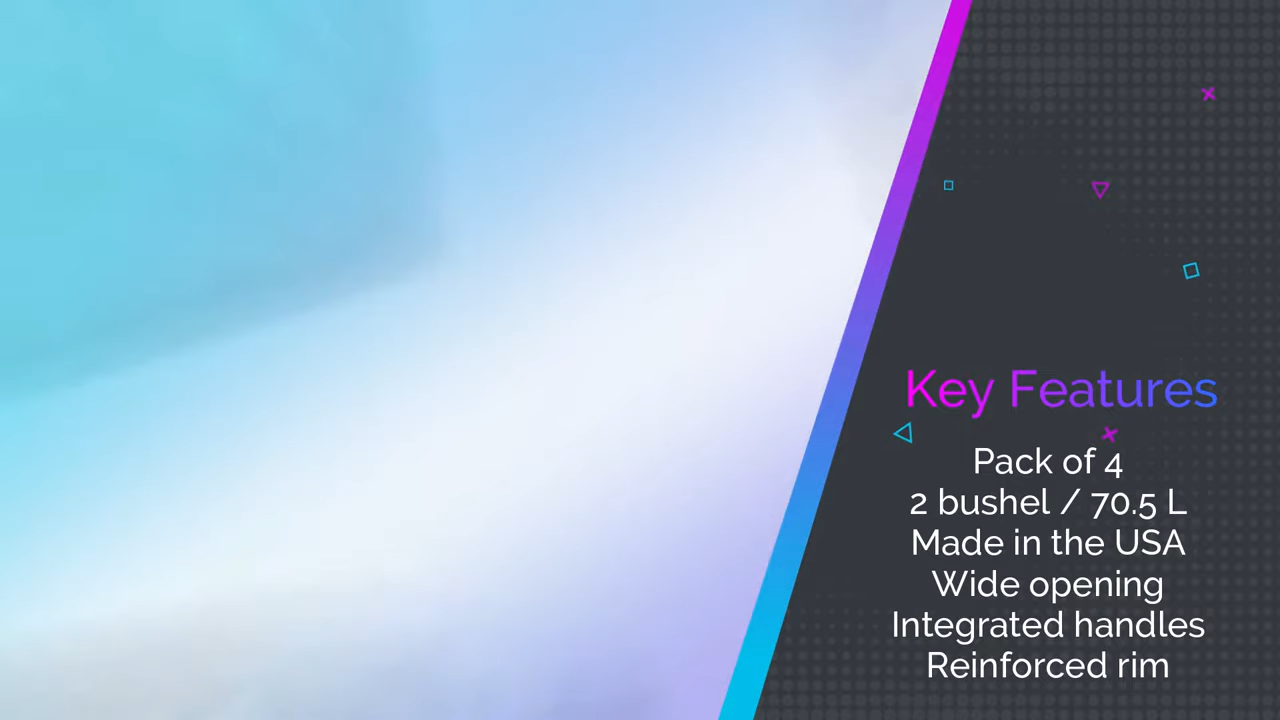 Key Features
Pack of 4
2 bushel / 70.5 L
Made in the USA
Wide opening
Integrated handles
Reinforced rim